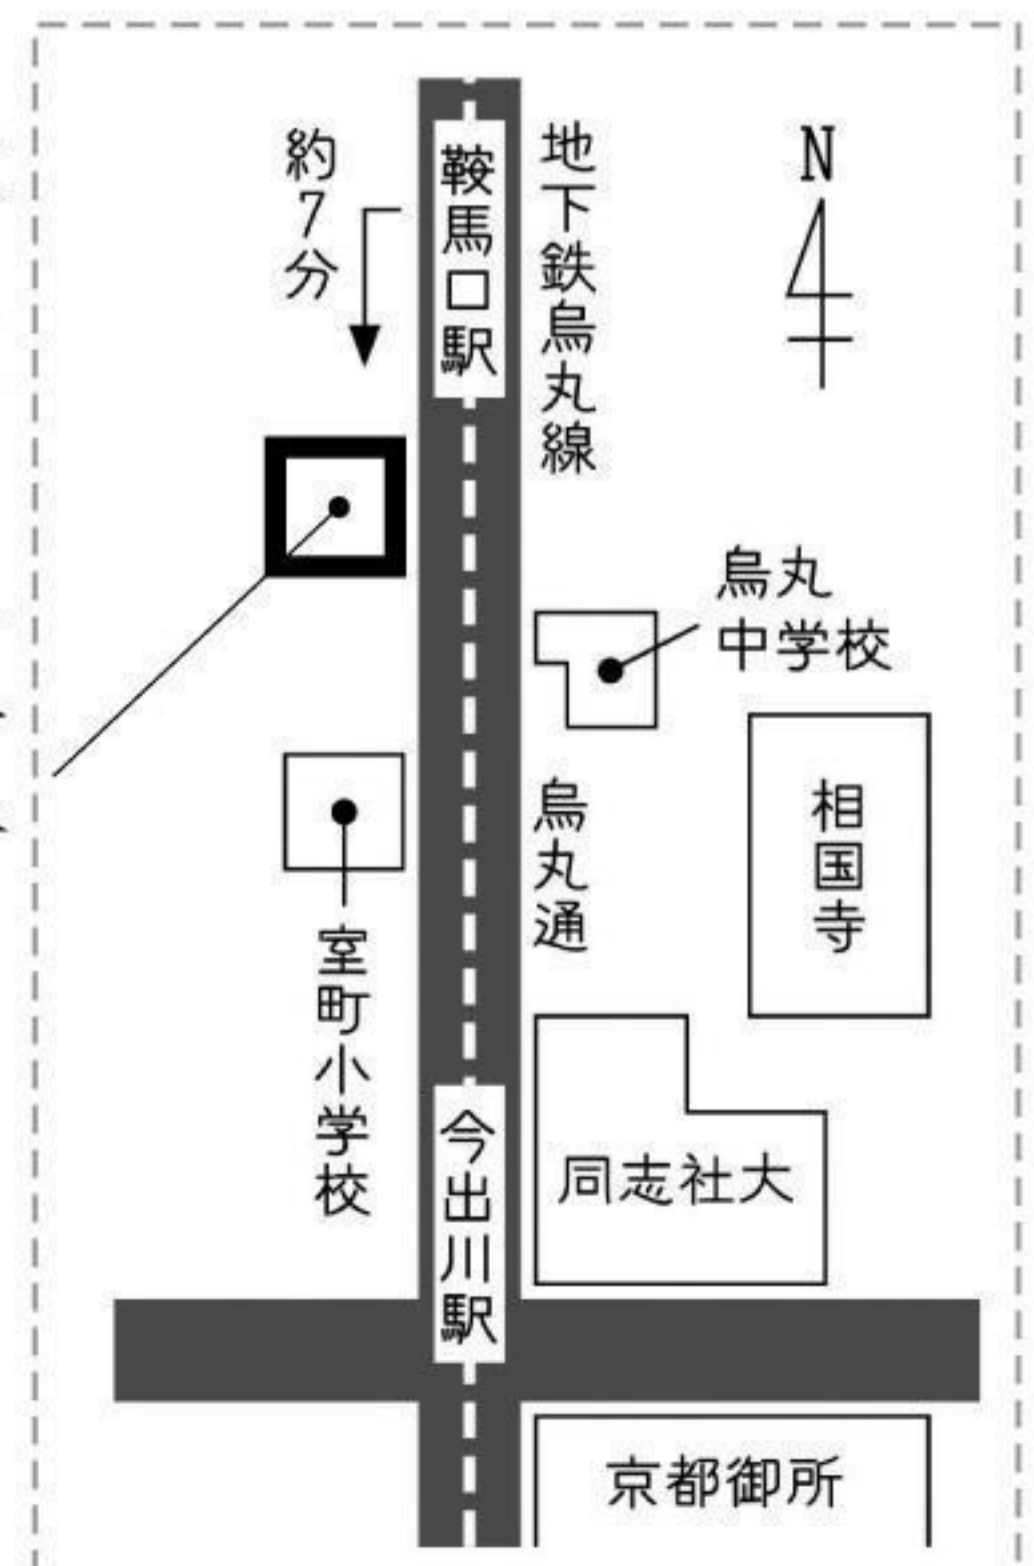 約7分
鞍馬口駅
地下鉄烏丸線
N
烏丸
中学校
相国寺
烏丸通
室町小学校
今出川駅
同志社大
京都御所